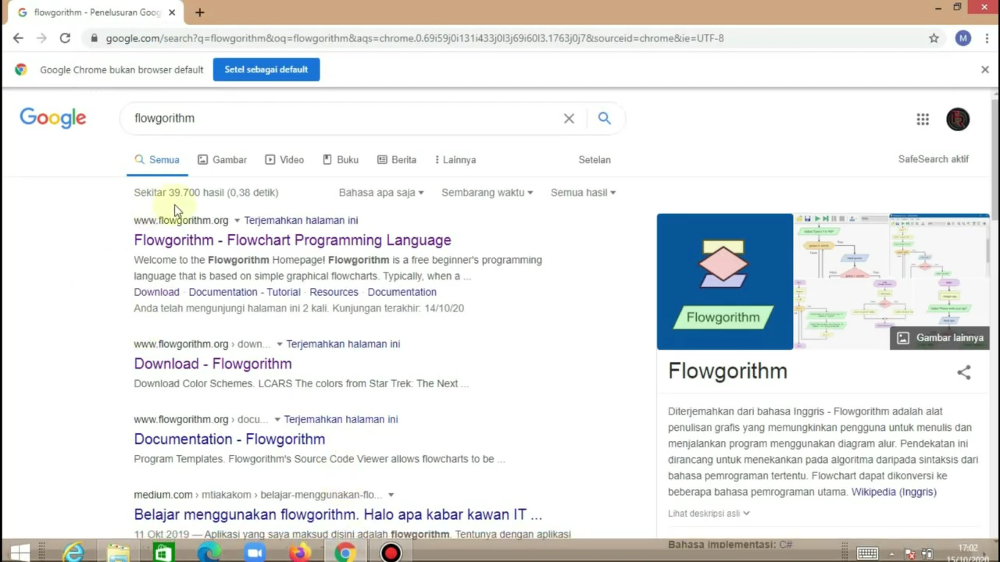 flowgorithm - Penelusuran Goog
google.com/search?q=flowgorithm&oq=flowgorithm&aqs=chrome.0.69i59j0i131i433j0l3j69i60l3.1763j0j7&sourceid=chrome&ie=UTF-8
M
Google Chrome bukan browser default
Setel sebagai default
Google
flowgorithm
Semua
Gambar
Video
Buku
Berita
Lainnya
Setelan
SafeSearch aktif
Sekitar 39.700 hasil (0,38 detik)
Bahasa apa saja
Sembarang waktu
Semua hasil
www.flowgorithm.org
Terjemahkan halaman ini
Flowgorithm - Flowchart Programming Language
Welcome to the Flowgorithm Homepage! Flowgorithm is a free beginner's programming
language that is based on simple graphical flowcharts. Typically, when a ...
Download · Documentation - Tutorial · Resources · Documentation
Anda telah mengunjungi halaman ini 2 kali. Kunjungan terakhir: 14/10/20
www.flowgorithm.org › down...
Terjemahkan halaman ini
Download - Flowgorithm
Download Color Schemes. LCARS The colors from Star Trek: The Next ...
www.flowgorithm.org › docu...
Terjemahkan halaman ini
Documentation - Flowgorithm
Program Templates. Flowgorithm's Source Code Viewer allows flowcharts to be ...
medium.com › mtiakakom › belajar-menggunakan-flo...
Belajar menggunakan flowgorithm. Halo apa kabar kawan IT ...
11 Okt 2019 — Aplikasi yang saya maksud disini adalah flowgorithm. Tentunya dengan aplikasi
Flowgorithm
Gambar lainnya
Flowgorithm
Diterjemahkan dari bahasa Inggris - Flowgorithm adalah alat
penulisan grafis yang memungkinkan pengguna untuk menulis dan
menjalankan program menggunakan diagram alur. Pendekatan ini
dirancang untuk menekankan pada algoritma daripada sintaksis dari
bahasa pemrograman tertentu. Flowchart dapat dikonversi ke
beberapa bahasa pemrograman utama. Wikipedia (Inggris)
Lihat deskripsi asli
Bahasa implementasi: C#
17:02
15/10/2020